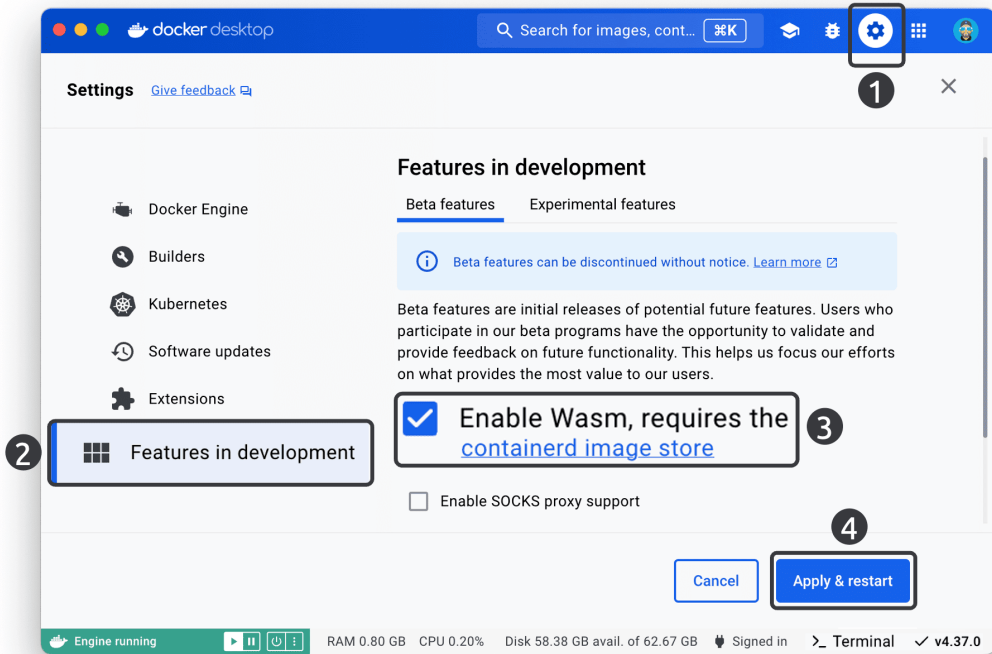 docker desktop
Search for images, cont... ⌘K
1
Settings Give feedback
Features in development
Beta features Experimental features
Docker Engine
Builders
Kubernetes
Software updates
Extensions
2 Features in development
Beta features can be discontinued without notice. Learn more
Beta features are initial releases of potential future features. Users who
participate in our beta programs have the opportunity to validate and
provide feedback on future functionality. This helps us focus our efforts
on what provides the most value to our users.
Enable Wasm, requires the
containerd image store
3
Enable SOCKS proxy support
4
Cancel Apply & restart
Engine running RAM 0.80 GB CPU 0.20% Disk 58.38 GB avail. of 62.67 GB Signed in >_ Terminal v4.37.0